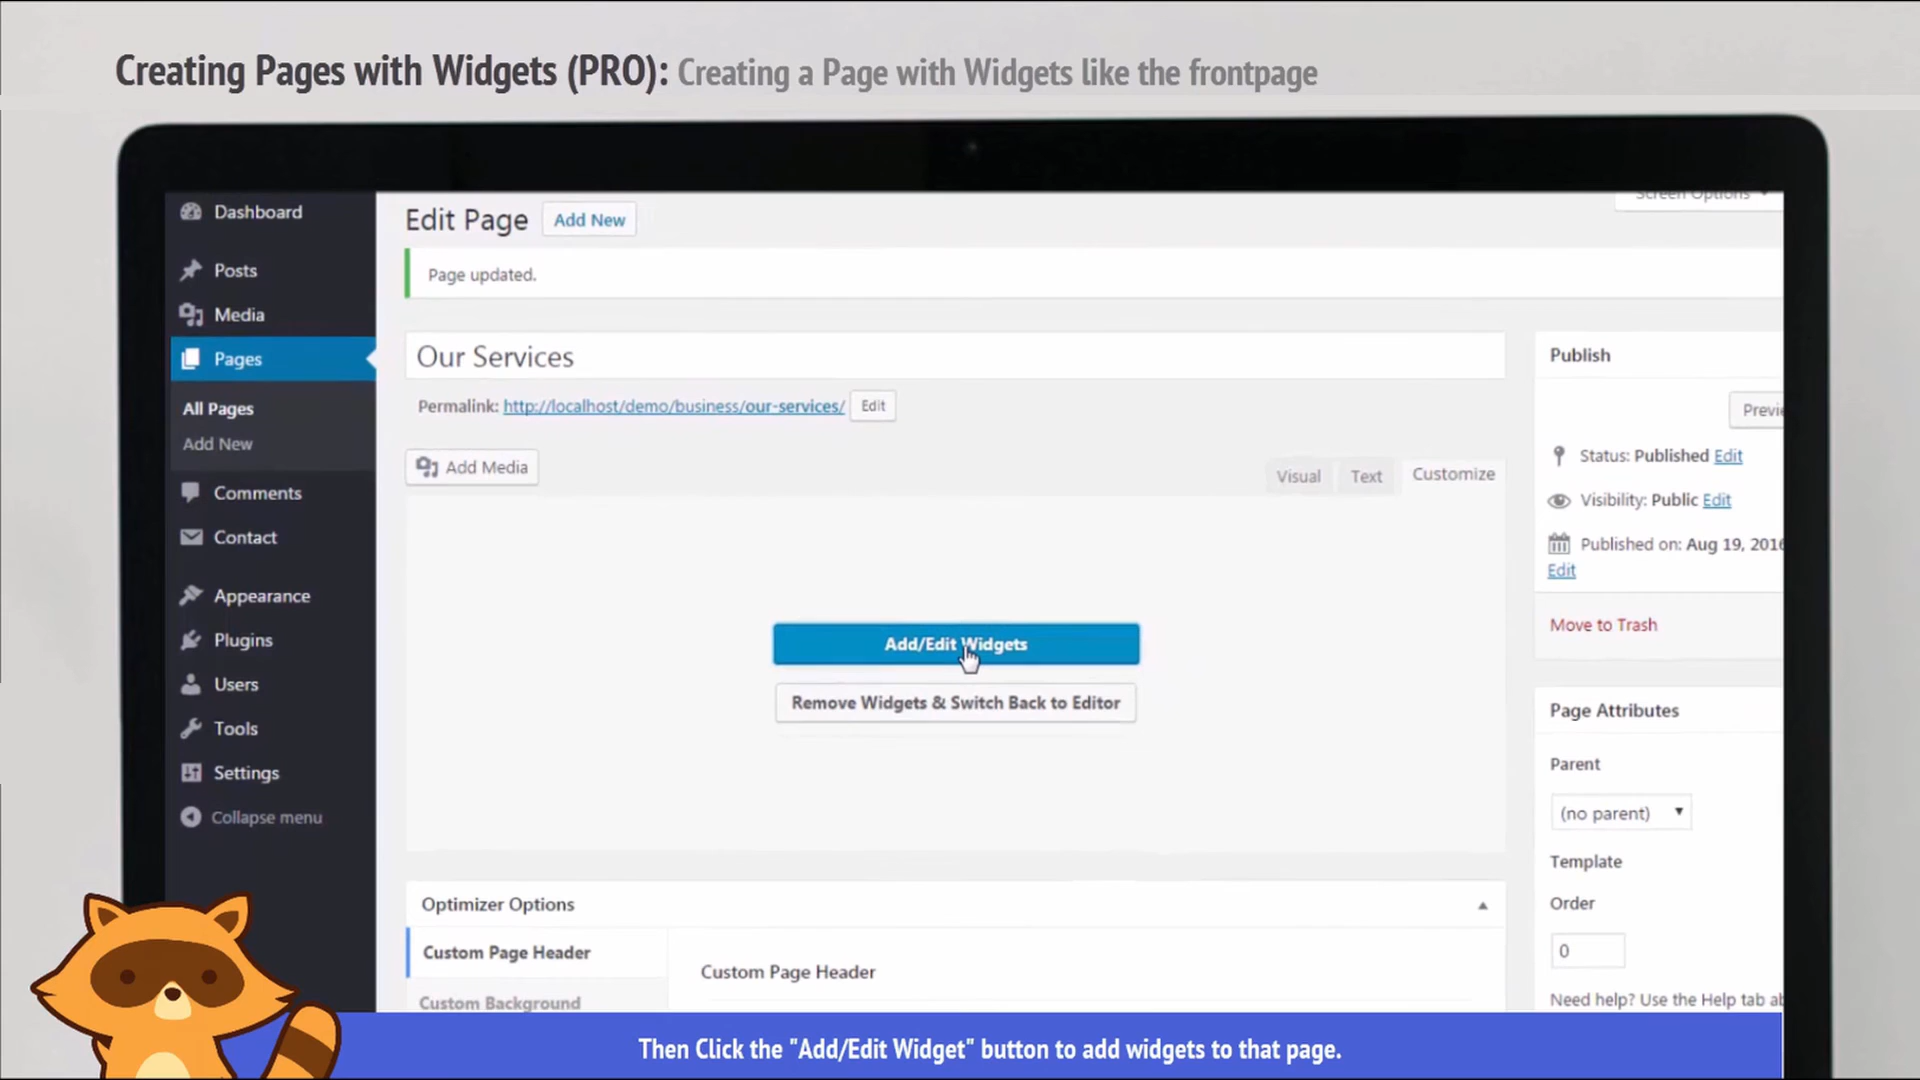 Creating Pages with Widgets (PRO): Creating a Page with Widgets like the frontpage
Screen Options
Dashboard
Posts
Media
Pages
All Pages
Add New
Comments
Contact
Appearance
Plugins
Users
Tools
Settings
Collapse menu
Edit Page Add New
Page updated.
Our Services
Permalink: http://localhost/demo/business/our-services/ Edit
Add Media
Visual Text Customize
Add/Edit Widgets
Remove Widgets & Switch Back to Editor
Optimizer Options
Custom Page Header
Custom Background
Custom Page Header
Publish
Previe
Status: Published Edit
Visibility: Public Edit
Published on: Aug 19, 2016
Edit
Move to Trash
Page Attributes
Parent
(no parent)
Template
Order
0
Need help? Use the Help tab ab
Then Click the "Add/Edit Widget" button to add widgets to that page.